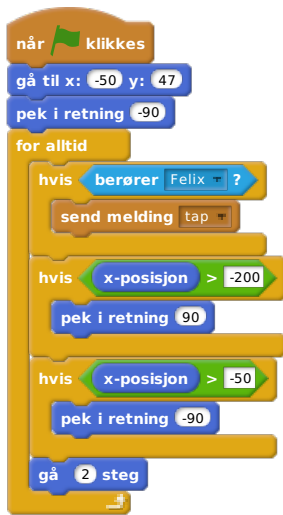 når klikkes
gå til x: -50 y: 47
pek i retning -90
for alltid
hvis berører Felix ?
send melding tap
hvis x-posisjon > -200
pek i retning 90
hvis x-posisjon > -50
pek i retning -90
gå 2 steg